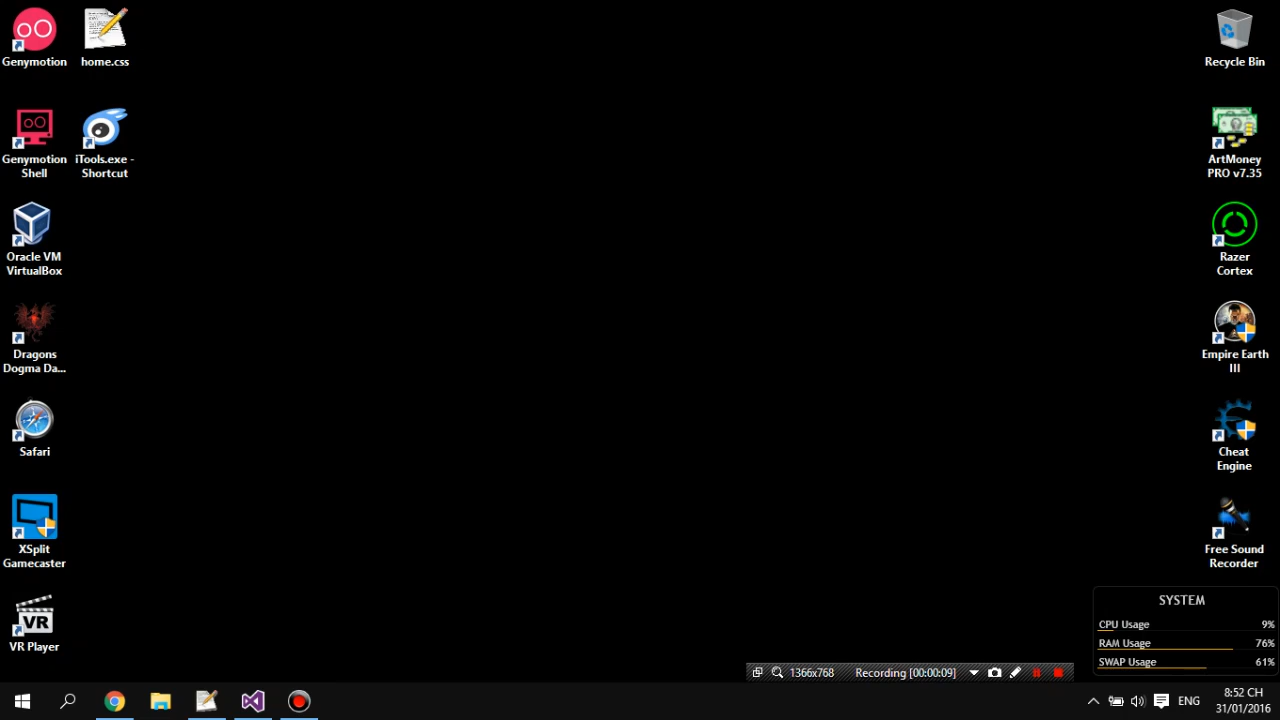 Genymotion
home.css
Recycle Bin
Genymotion
Shell
iTools.exe -
Shortcut
ArtMoney
PRO v7.35
Oracle VM
VirtualBox
Razer
Cortex
Dragons
Dogma Da...
Empire Earth
III
Safari
Cheat
Engine
XSplit
Gamecaster
Free Sound
Recorder
VR
VR Player
SYSTEM
CPU Usage 9%
RAM Usage 76%
SWAP Usage 61%
1366x768 Recording [00:00:09]
ENG
8:52 CH
31/01/2016